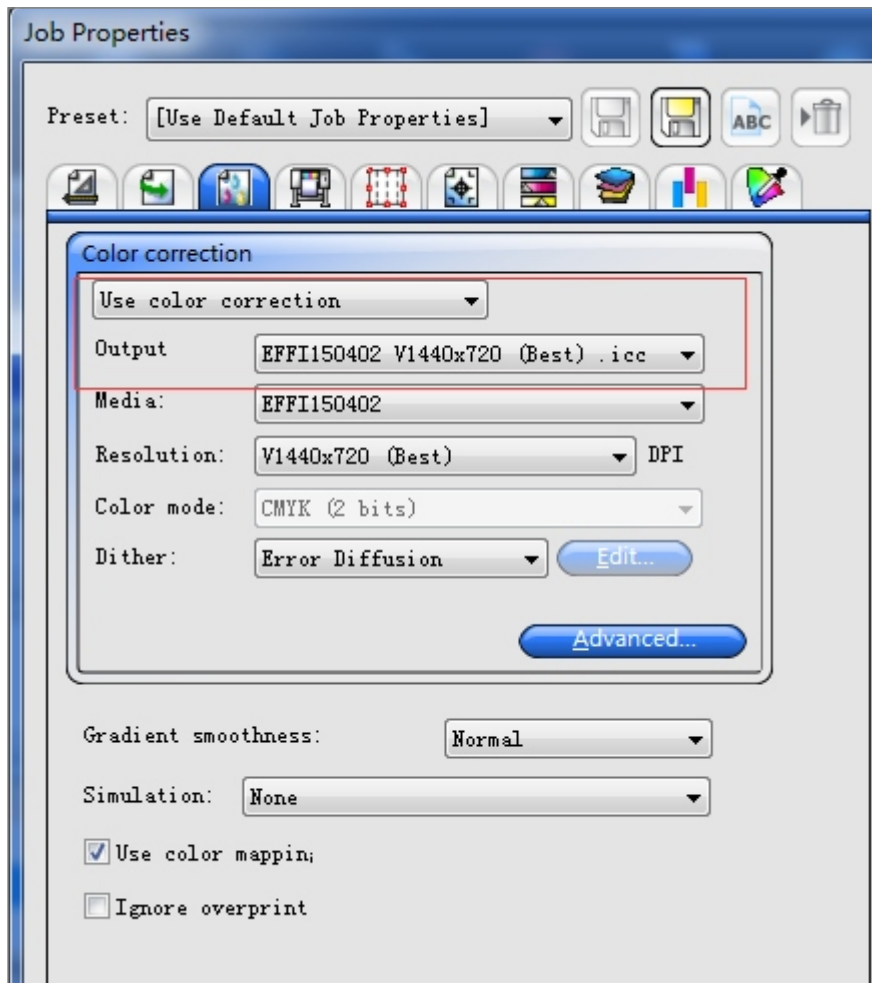 Job Properties
Preset: [Use Default Job Properties]
ABC
Color correction
Use color correction
Output EFFI150402 V1440x720 (Best) .icc
Media: EFFI150402
Resolution: V1440x720 (Best) DPI
Color mode: CMYK (2 bits)
Dither: Error Diffusion Edit...
Advanced...
Gradient smoothness: Normal
Simulation: None
Use color mappin;
Ignore overprint